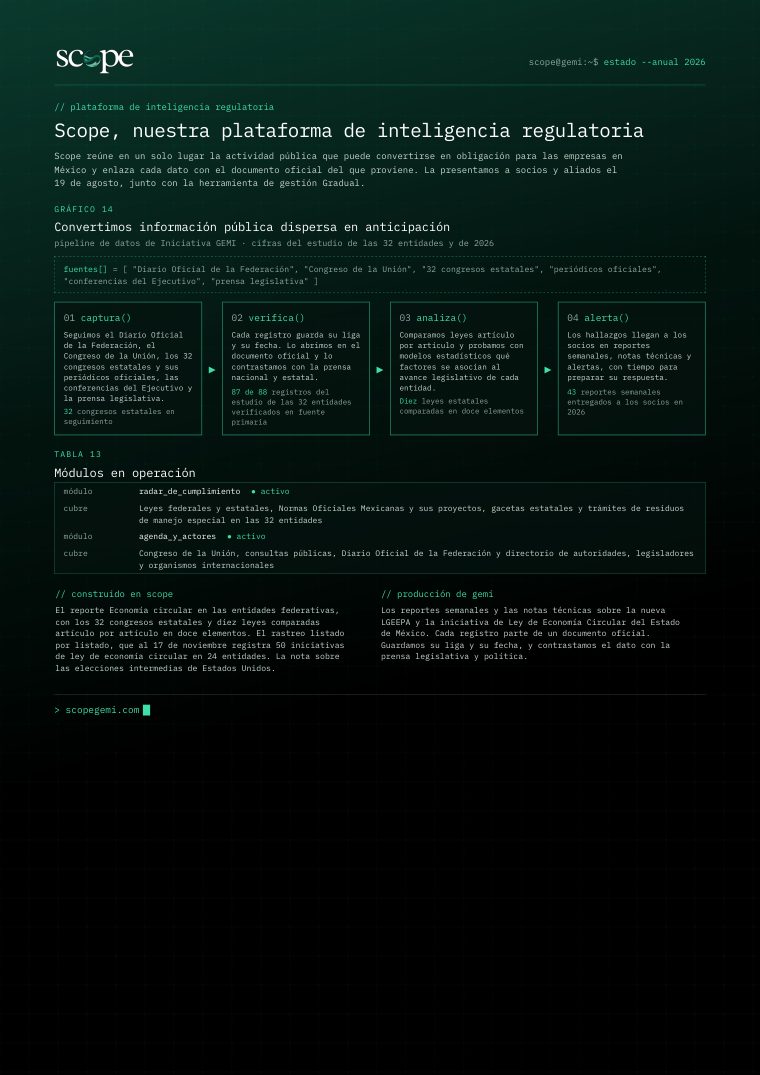 scope
scope@gemi:~$ estado --anual 2026
// plataforma de inteligencia regulatoria
Scope, nuestra plataforma de inteligencia regulatoria
Scope reúne en un solo lugar la actividad pública que puede convertirse en obligación para las empresas en
México y enlaza cada dato con el documento oficial del que proviene. La presentamos a socios y aliados el
19 de agosto, junto con la herramienta de gestión Gradual.
GRÁFICO 14
Convertimos información pública dispersa en anticipación
pipeline de datos de Iniciativa GEMI · cifras del estudio de las 32 entidades y de 2026
fuentes[] = [ "Diario Oficial de la Federación", "Congreso de la Unión", "32 congresos estatales", "periódicos oficiales",
"conferencias del Ejecutivo", "prensa legislativa" ]
01 captura()
Seguimos el Diario Oficial
de la Federación, el
Congreso de la Unión, los 32
congresos estatales y sus
periódicos oficiales, las
conferencias del Ejecutivo y
la prensa legislativa.
32 congresos estatales en
seguimiento
▶
02 verifica()
Cada registro guarda su liga
y su fecha. Lo abrimos en el
documento oficial y lo
contrastamos con la prensa
nacional y estatal.
87 de 88 registros del
estudio de las 32 entidades
verificados en fuente
primaria
▶
03 analiza()
Comparamos leyes artículo
por artículo y probamos con
modelos estadísticos qué
factores se asocian al
avance legislativo de cada
entidad.
Diez leyes estatales
comparadas en doce elementos
▶
04 alerta()
Los hallazgos llegan a los
socios en reportes
semanales, notas técnicas y
alertas, con tiempo para
preparar su respuesta.
43 reportes semanales
entregados a los socios en
2026
TABLA 13
Módulos en operación
módulo radar_de_cumplimiento ● activo
cubre Leyes federales y estatales, Normas Oficiales Mexicanas y sus proyectos, gacetas estatales y trámites de residuos
de manejo especial en las 32 entidades
módulo agenda_y_actores ● activo
cubre Congreso de la Unión, consultas públicas, Diario Oficial de la Federación y directorio de autoridades, legisladores
y organismos internacionales
// construido en scope
El reporte Economía circular en las entidades federativas,
con los 32 congresos estatales y diez leyes comparadas
artículo por artículo en doce elementos. El rastreo listado
por listado, que al 17 de noviembre registra 50 iniciativas
de ley de economía circular en 24 entidades. La nota sobre
las elecciones intermedias de Estados Unidos.
// producción de gemi
Los reportes semanales y las notas técnicas sobre la nueva
LGEEPA y la iniciativa de Ley de Economía Circular del Estado
de México. Cada registro parte de un documento oficial.
Guardamos su liga y su fecha, y contrastamos el dato con la
prensa legislativa y política.
> scopegemi.com